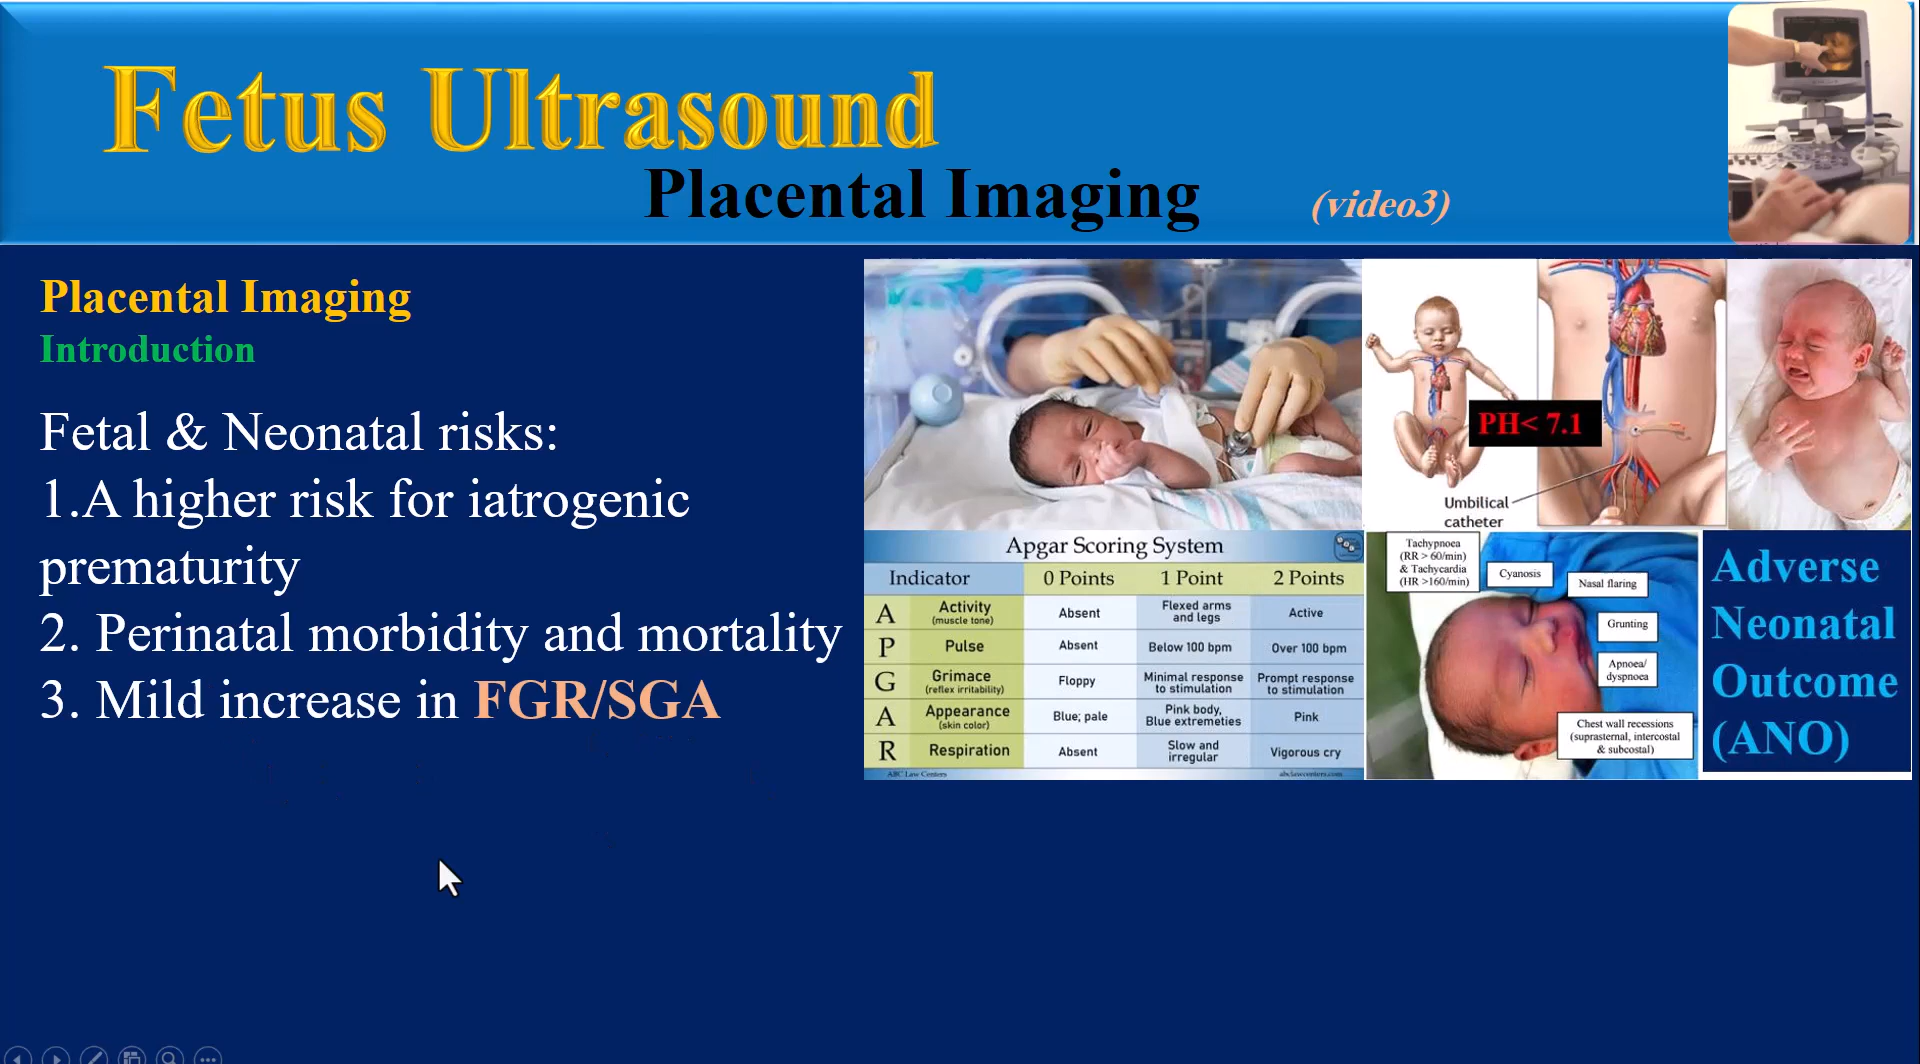 Fetus Ultrasound
Placental Imaging
(video3)
Placental Imaging
Introduction
Fetal & Neonatal risks:
1.A higher risk for iatrogenic
prematurity
2. Perinatal morbidity and mortality
3. Mild increase in FGR/SGA
PH< 7.1
Umbilical
catheter
Apgar Scoring System
Indicator 0 Points 1 Point 2 Points
A Activity (muscle tone) Absent Flexed arms and legs Active
P Pulse Absent Below 100 bpm Over 100 bpm
G Grimace (reflex irritability) Floppy Minimal response to stimulation Prompt response to stimulation
A Appearance (skin color) Blue; pale Pink body, Blue extremeties Pink
R Respiration Absent Slow and irregular Vigorous cry
ABC Law Centers abclawcenters.com
Tachypnoea
(RR > 60/min)
& Tachycardia
(HR >160/min)
Cyanosis
Nasal flaring
Grunting
Apnoea/
dyspnoea
Chest wall recessions
(suprasternal, intercostal
& subcostal)
Adverse
Neonatal
Outcome
(ANO)